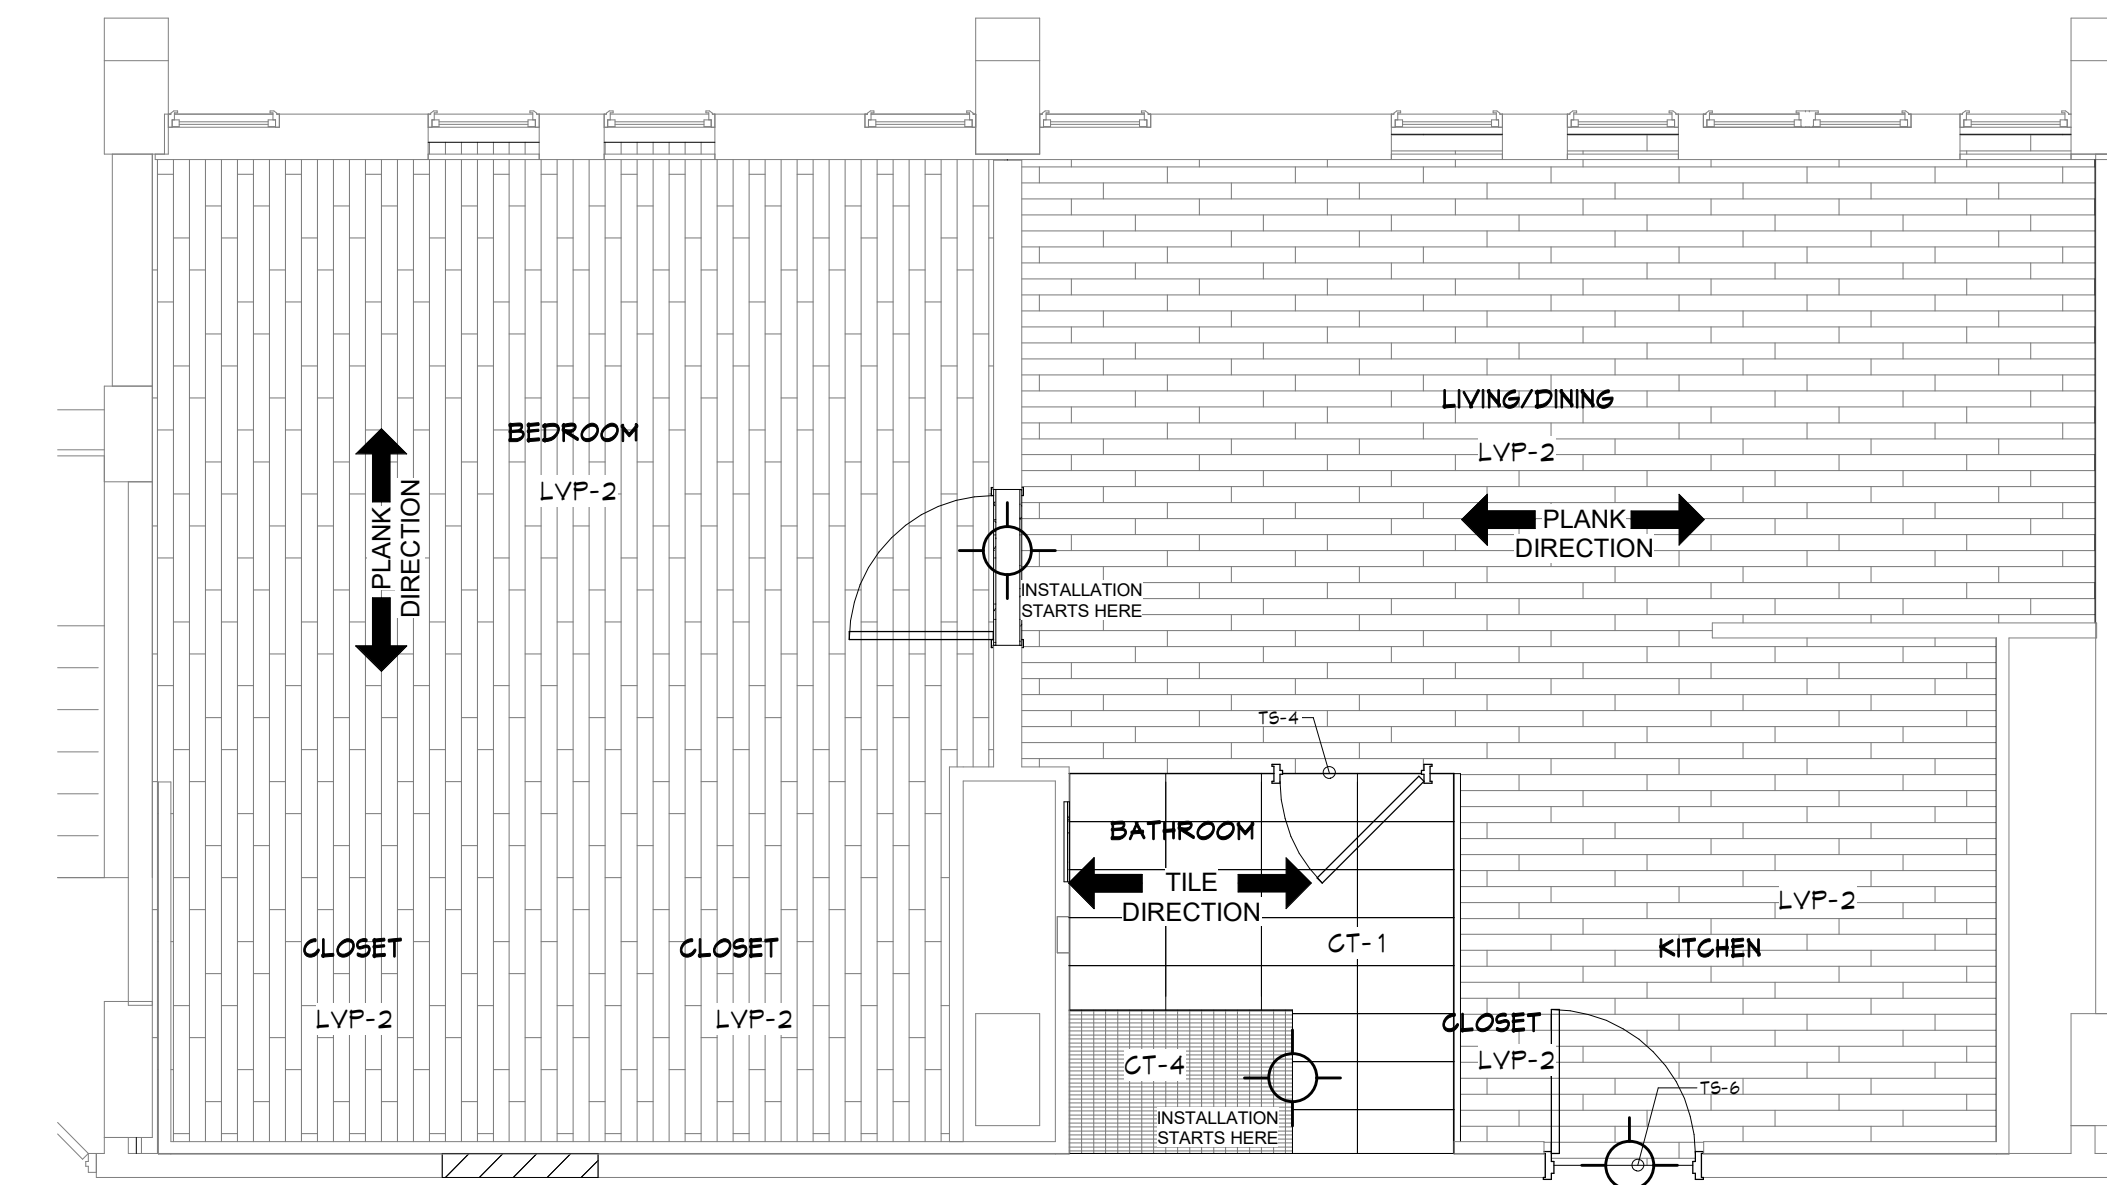 BEDROOM
LVP-2
PLANK
DIRECTION
LIVING/DINING
LVP-2
PLANK
DIRECTION
INSTALLATION
STARTS HERE
TS-4
BATHROOM
TILE
DIRECTION
CT-1
LVP-2
KITCHEN
CLOSET
LVP-2
CLOSET
LVP-2
CLOSET
LVP-2
CT-4
INSTALLATION
STARTS HERE
TS-6